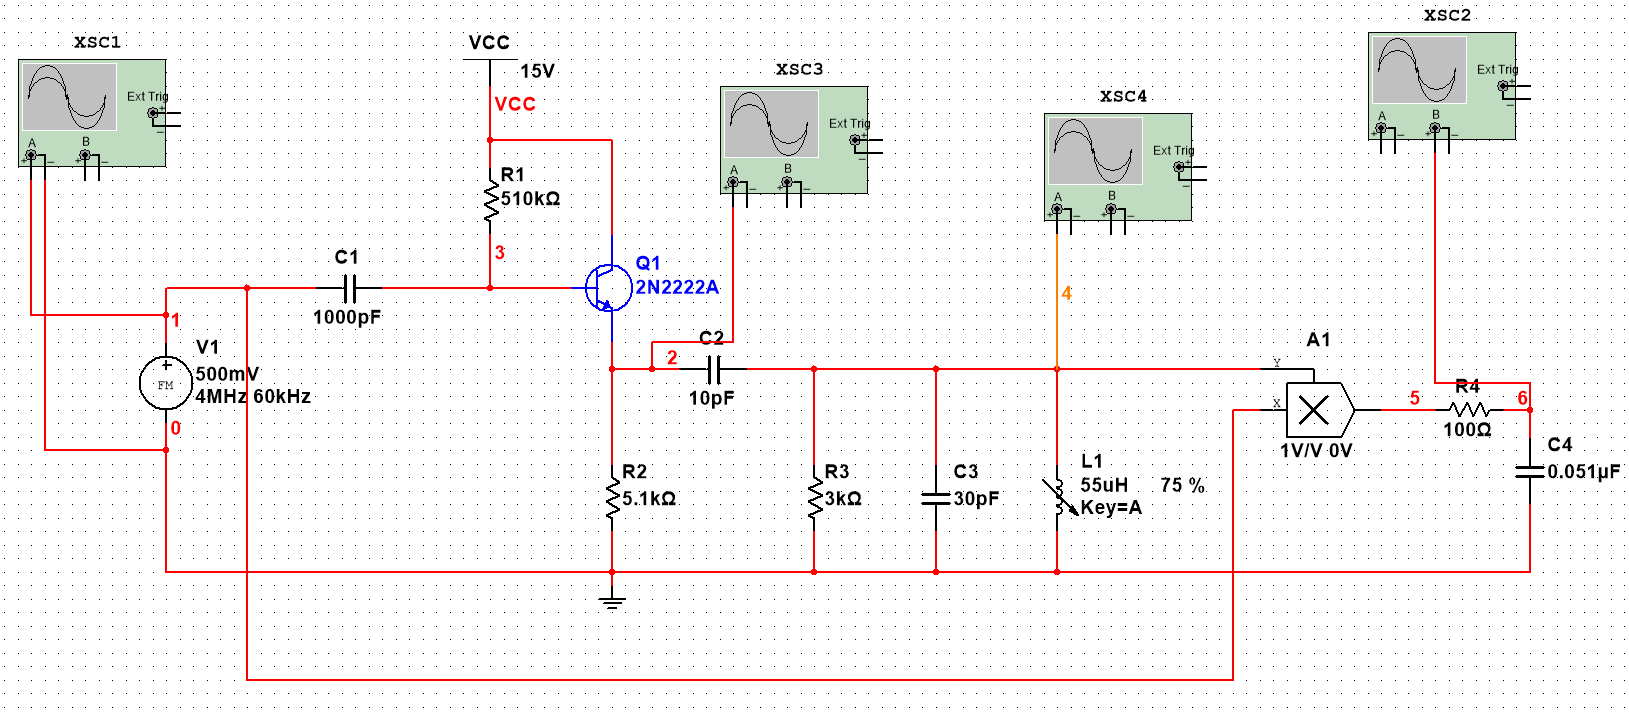 XSC1
Ext Trig
A
B
VCC
15V
VCC
R1
510kΩ
3
C1
1000pF
1
V1
FM
500mV
4MHz 60kHz
0
Q1
2N2222A
XSC3
Ext Trig
A
B
2
C2
10pF
R2
5.1kΩ
R3
3kΩ
C3
30pF
XSC4
Ext Trig
A
B
4
L1
55uH 75 %
Key=A
XSC2
Ext Trig
A
B
A1
Y
X
1V/V 0V
5
R4
100Ω
6
C4
0.051µF